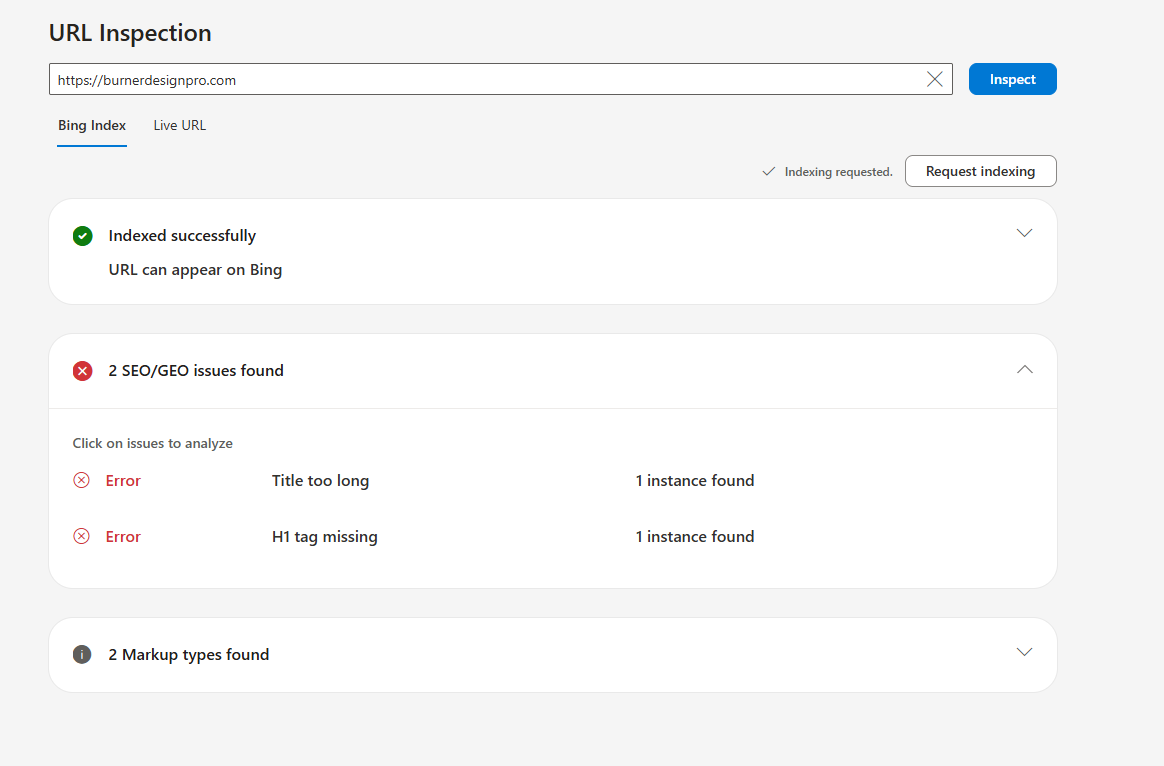 URL Inspection
https://burnerdesignpro.com
Inspect
Bing Index Live URL
Indexing requested. Request indexing
Indexed successfully
URL can appear on Bing
2 SEO/GEO issues found
Click on issues to analyze
Error Title too long 1 instance found
Error H1 tag missing 1 instance found
2 Markup types found